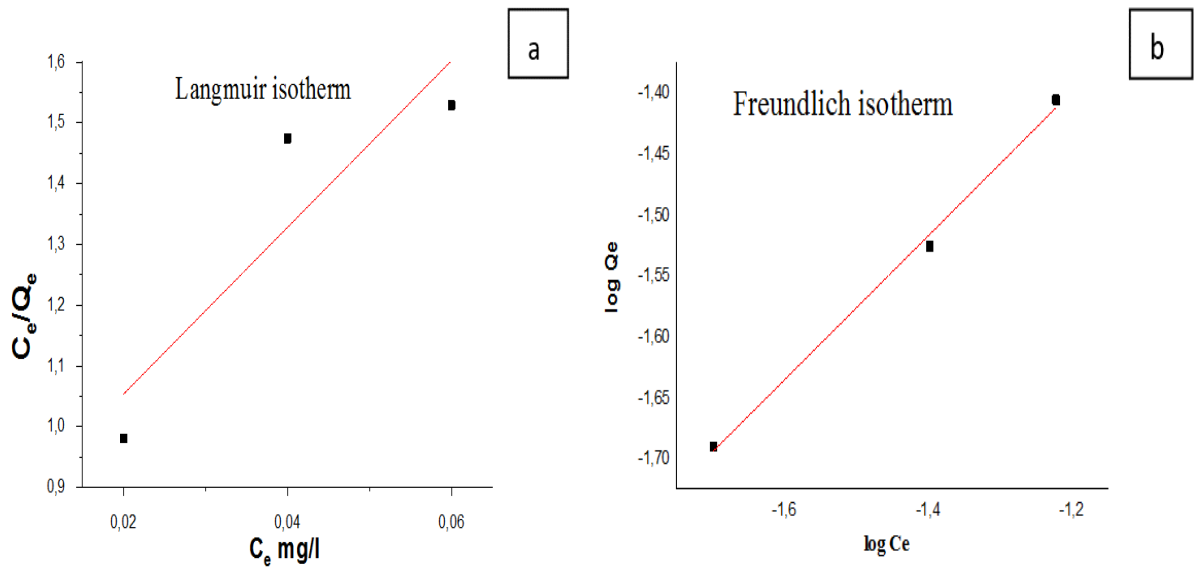 a
Langmuir isotherm
1,6
1,5
1,4
1,3
1,2
1,1
1,0
0,9
Ce/Qe
0,02
0,04
0,06
Ce mg/l
b
Freundlich isotherm
-1,40
-1,45
-1,50
-1,55
-1,60
-1,65
-1,70
log Qe
-1,6
-1,4
-1,2
log Ce